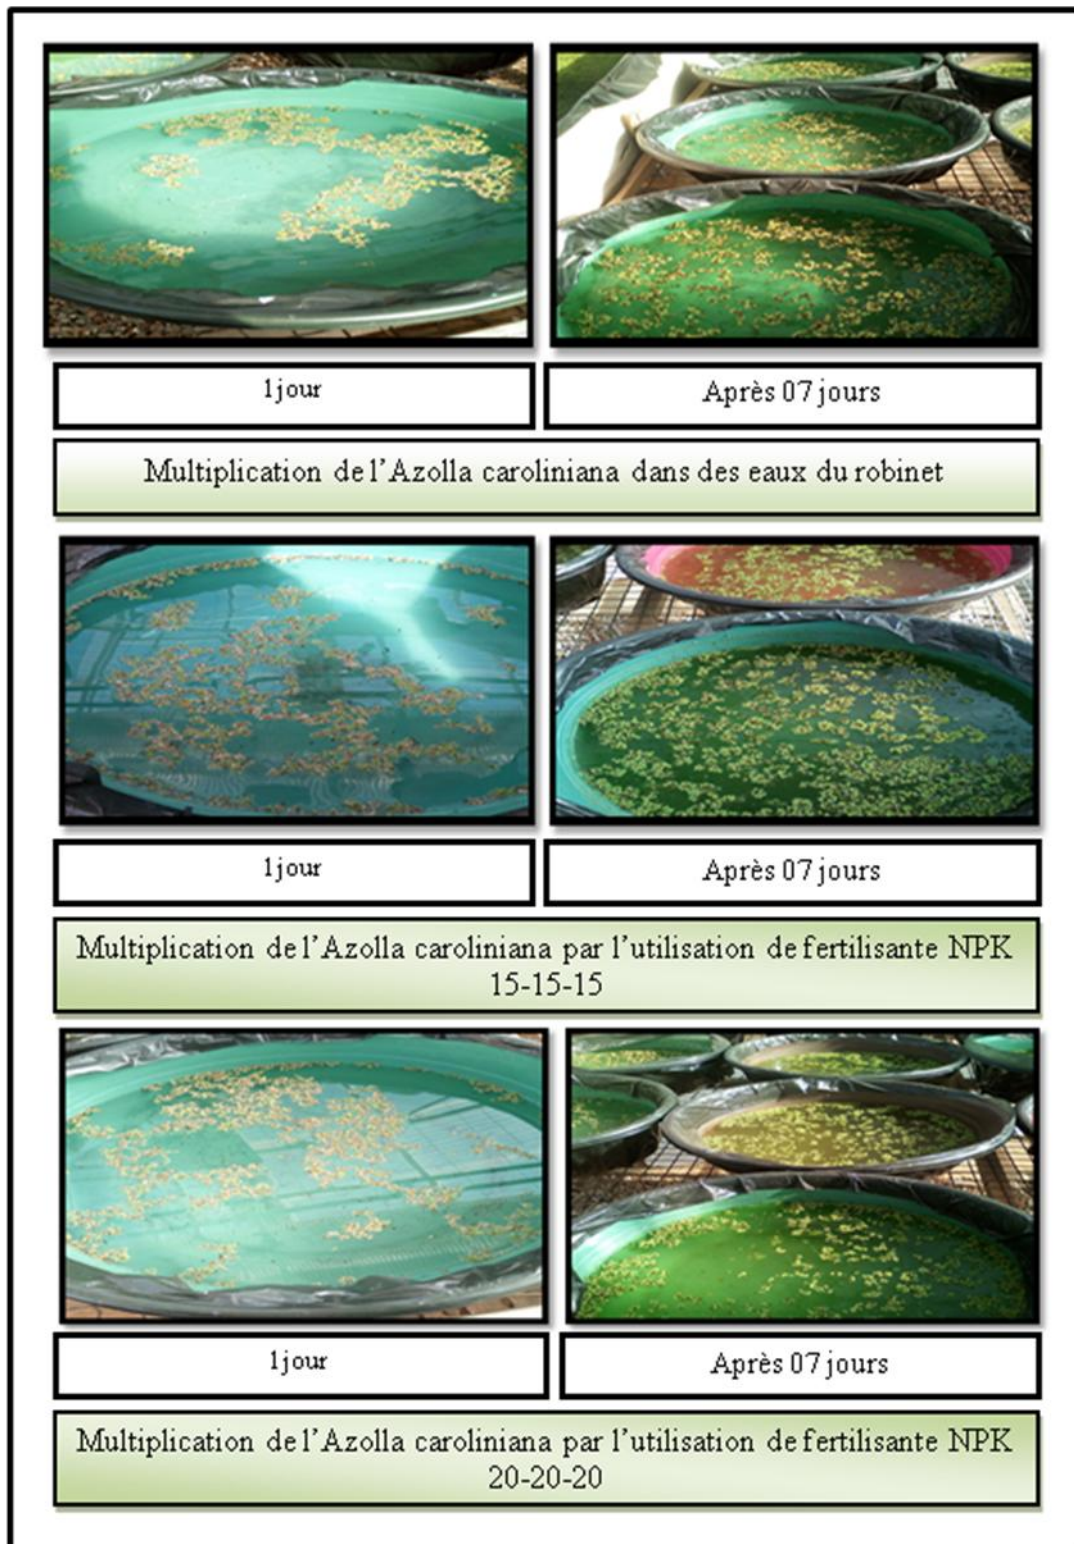 1jour
Après 07 jours
Multiplication de l'Azolla caroliniana dans des eaux du robinet
1jour
Après 07 jours
Multiplication de l'Azolla caroliniana par l'utilisation de fertilisante NPK
15-15-15
1jour
Après 07 jours
Multiplication de l'Azolla caroliniana par l'utilisation de fertilisante NPK
20-20-20